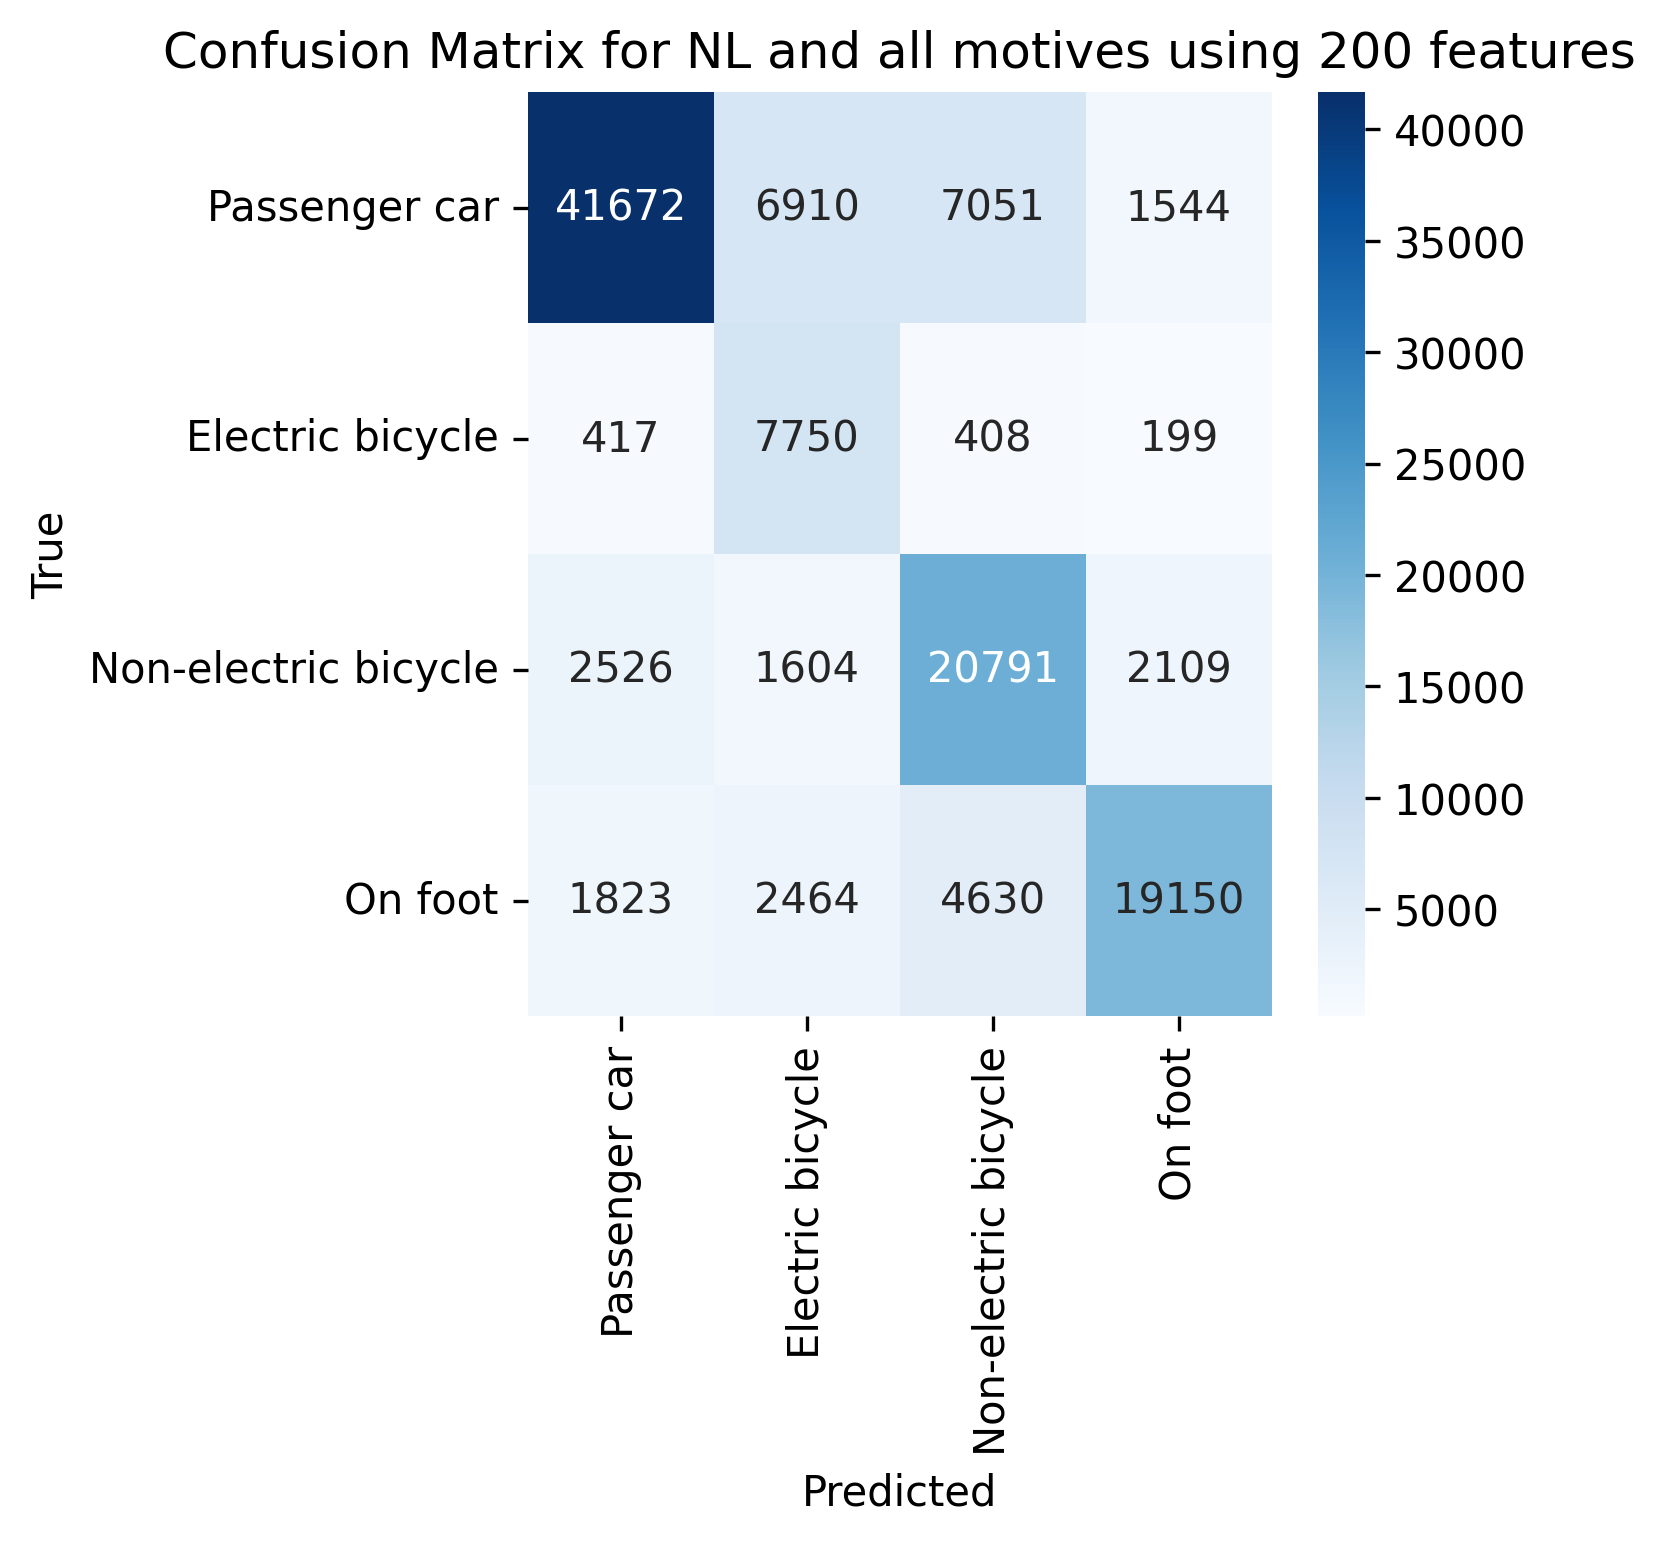 Confusion Matrix for NL and all motives using 200 features
Passenger car 41672 6910 7051 1544
Electric bicycle 417 7750 408 199
Non-electric bicycle 2526 1604 20791 2109
On foot 1823 2464 4630 19150
True
Passenger car
Electric bicycle
Non-electric bicycle
On foot
Predicted
40000
35000
30000
25000
20000
15000
10000
5000